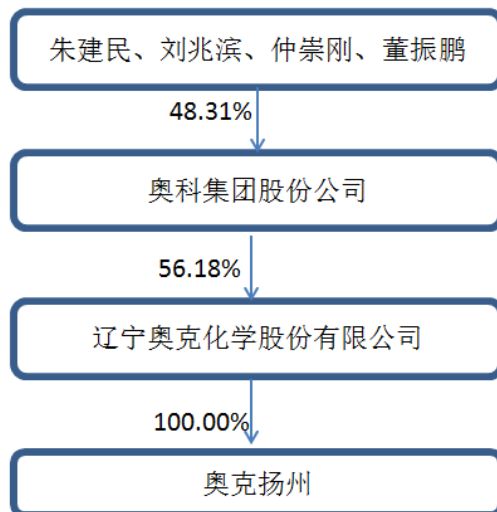 朱建民、刘兆滨、仲崇刚、董振鹏
48.31%
奥科集团股份公司
56.18%
辽宁奥克化学股份有限公司
100.00%
奥克扬州